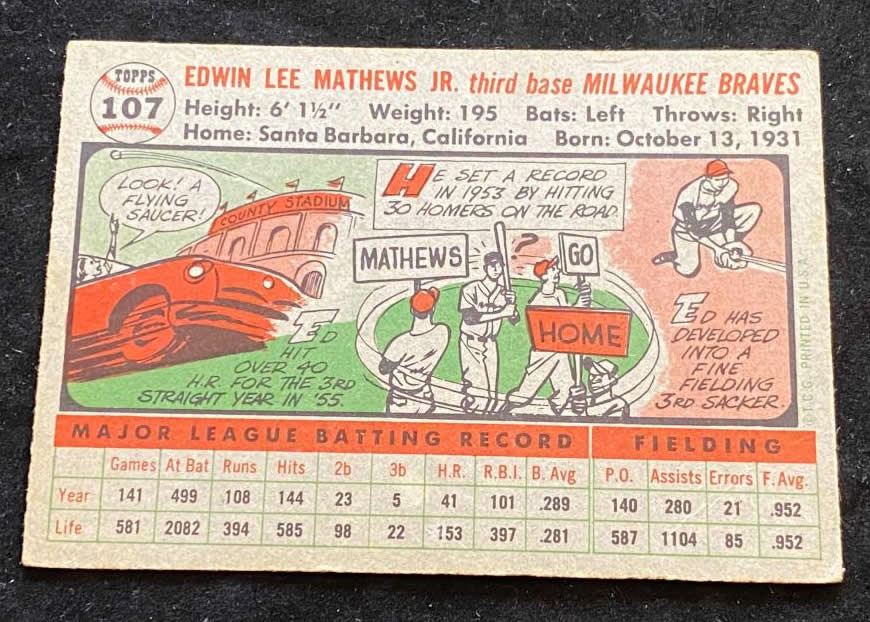 TOPPS
107
EDWIN LEE MATHEWS JR. third base MILWAUKEE BRAVES
Height: 6' 1½" Weight: 195 Bats: Left Throws: Right
Home: Santa Barbara, California Born: October 13, 1931
LOOK! A
FLYING
SAUCER!
COUNTY STADIUM
ED
HIT
OVER 40
H.R. FOR THE 3RD
STRAIGHT YEAR IN '55.
HE SET A RECORD
IN 1953 BY HITTING
30 HOMERS ON THE ROAD.
MATHEWS
?
GO
HOME
ED HAS
DEVELOPED
INTO A
FINE
FIELDING
3RD SACKER.
©T.C.G. PRINTED IN U.S.A.
MAJOR LEAGUE BATTING RECORD FIELDING
Games At Bat Runs Hits 2b 3b H.R. R.B.I. B. Avg P.O. Assists Errors F. Avg.
Year 141 499 108 144 23 5 41 101 .289 140 280 21 .952
Life 581 2082 394 585 98 22 153 397 .281 587 1104 85 .952